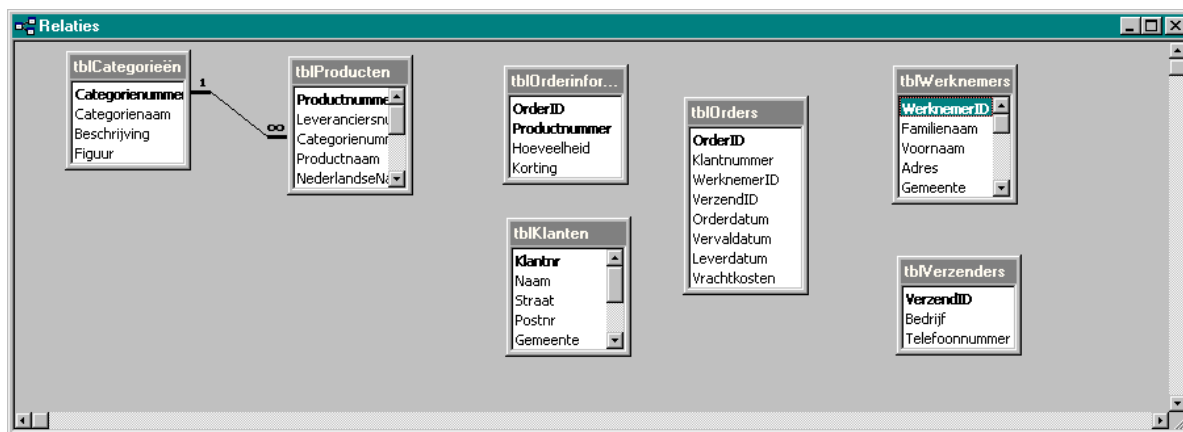 Relaties
tblCategorieën
Categorienummer
Categorienaam
Beschrijving
Figuur
1
∞
tblProducten
Productnumme
Leveranciersnu
Categorienumm
Productnaam
NederlandseNa
tblOrderinfor...
OrderID
Productnummer
Hoeveelheid
Korting
tblKlanten
Klantnr
Naam
Straat
Postnr
Gemeente
tblOrders
OrderID
Klantnummer
WerknemerID
VerzendID
Orderdatum
Vervaldatum
Leverdatum
Vrachtkosten
tblWerknemers
WerknemerID
Familienaam
Voornaam
Adres
Gemeente
tblVerzenders
VerzendID
Bedrijf
Telefoonnummer